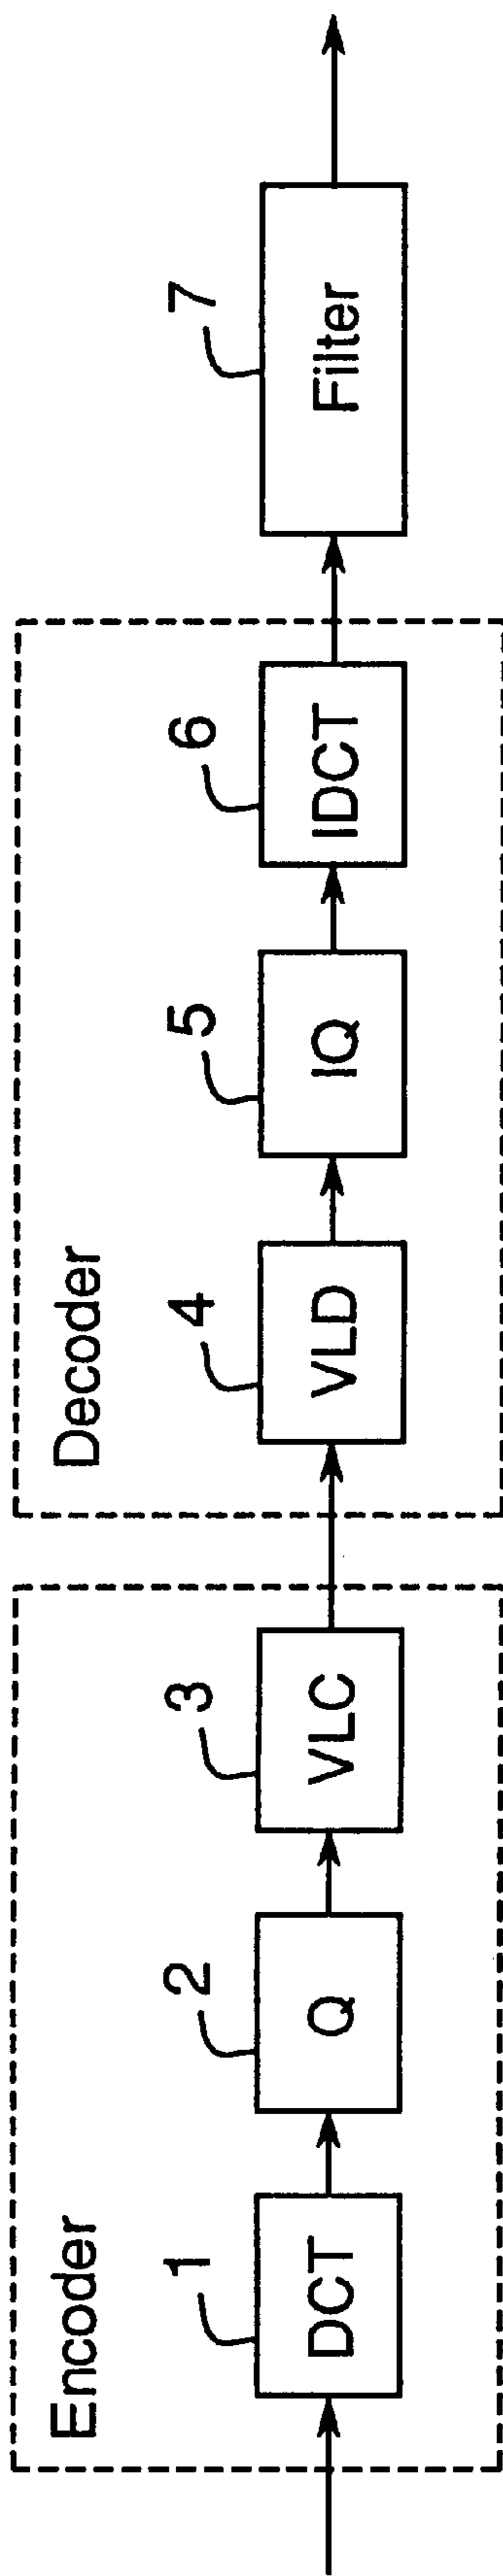 Encoder
1
DCT
2
Q
3
VLC
Decoder
4
VLD
5
IQ
6
IDCT
7
Filter